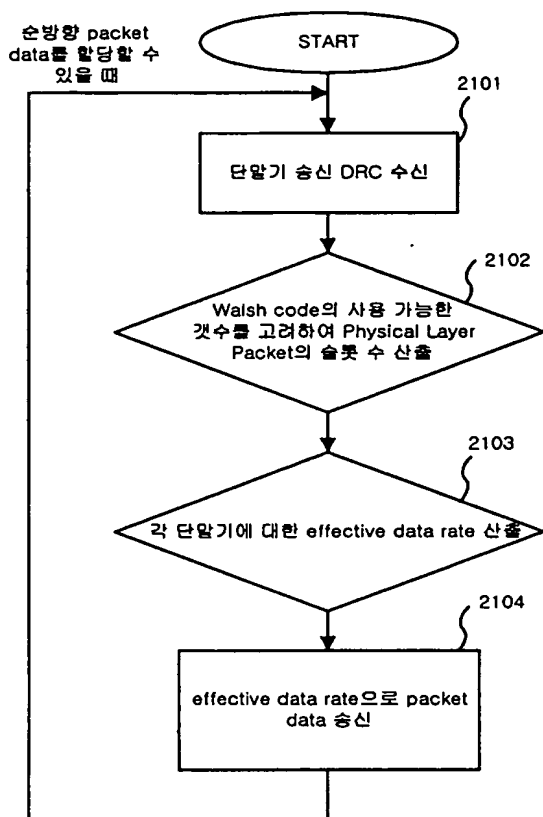 순방향 packet
data를 할당할 수
있을 때
START
2101
단말기 송신 DRC 수신
2102
Walsh code의 사용 가능한
갯수를 고려하여 Physical Layer
Packet의 슬롯 수 산출
2103
각 단말기에 대한 effective data rate 산출
2104
effective data rate으로 packet
data 송신